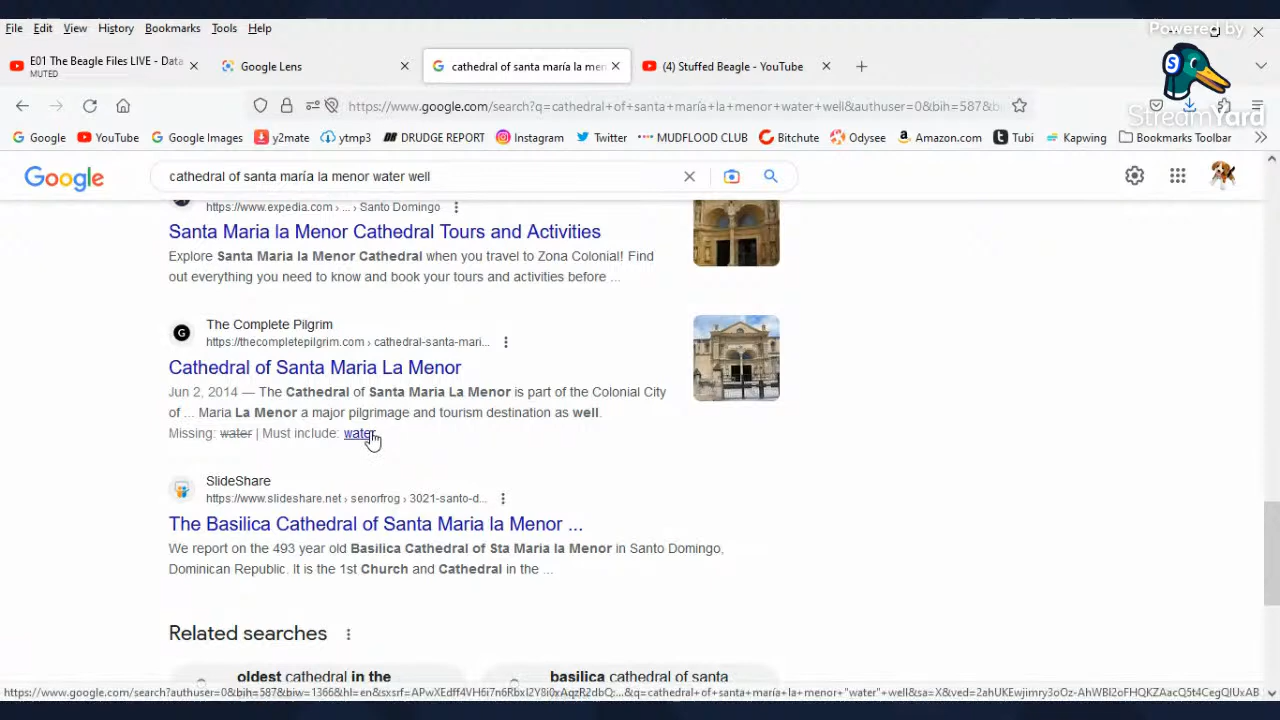 Powered by
StreamYard
File Edit View History Bookmarks Tools Help
E01 The Beagle Files LIVE - Data
MUTED
Google Lens
cathedral of santa maría la men
(4) Stuffed Beagle - YouTube
https://www.google.com/search?q=cathedral+of+santa+maría+la+menor+water+well&authuser=0&bih=587&b
Google YouTube Google Images y2mate ytmp3 DRUDGE REPORT Instagram Twitter MUDFLOOD CLUB Bitchute Odysee Amazon.com Tubi Kapwing Bookmarks Toolbar
Google
cathedral of santa maría la menor water well
https://www.expedia.com › ... › Santo Domingo
Santa Maria la Menor Cathedral Tours and Activities
Explore Santa Maria la Menor Cathedral when you travel to Zona Colonial! Find
out everything you need to know and book your tours and activities before ...
The Complete Pilgrim
https://thecompletepilgrim.com › cathedral-santa-mari...
Cathedral of Santa Maria La Menor
Jun 2, 2014 — The Cathedral of Santa Maria La Menor is part of the Colonial City
of ... Maria La Menor a major pilgrimage and tourism destination as well.
Missing: water | Must include: water
SlideShare
https://www.slideshare.net › senorfrog › 3021-santo-d...
The Basilica Cathedral of Santa Maria la Menor ...
We report on the 493 year old Basilica Cathedral of Sta Maria la Menor in Santo Domingo,
Dominican Republic. It is the 1st Church and Cathedral in the ...
Related searches
oldest cathedral in the
basilica cathedral of santa